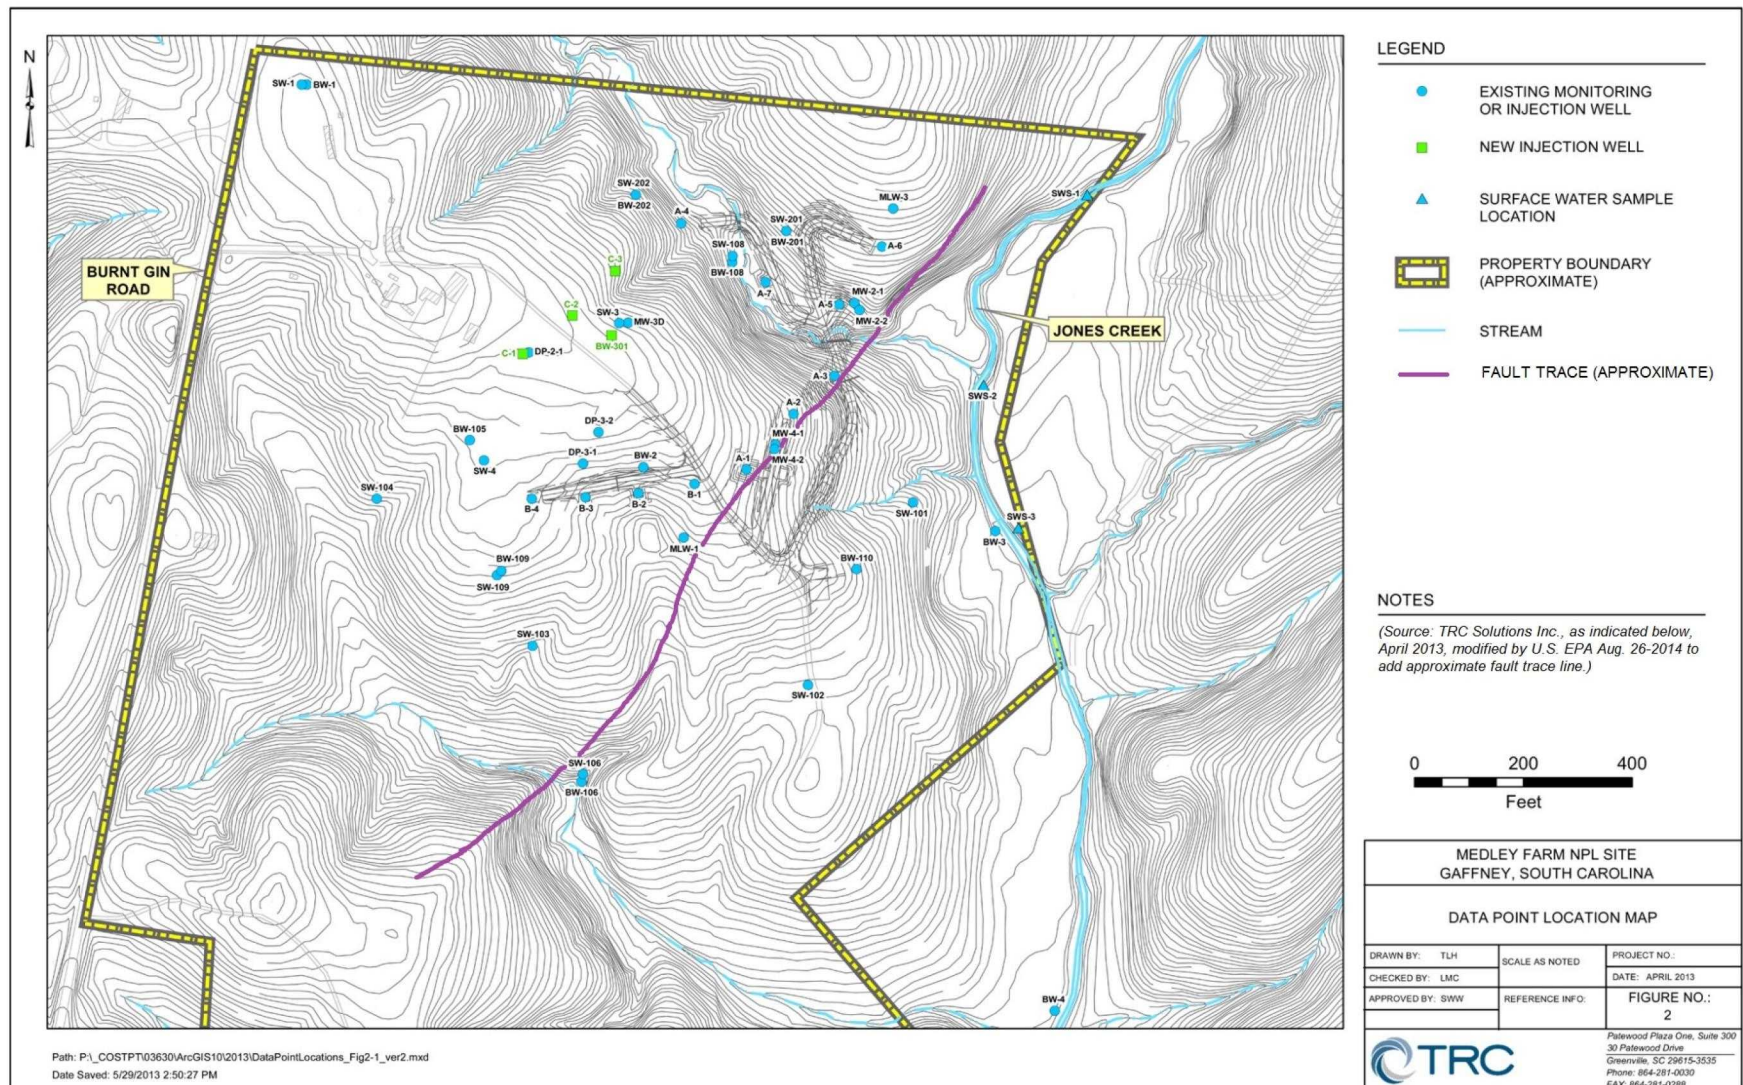 N
SW-1
BW-1
BURNT GIN
ROAD
SW-202
BW-202
A-4
SW-201
BW-201
MLW-3
A-6
SWS-1
SW-108
BW-108
A-7
C-3
C-2
SW-3
MW-3D
BW-301
C-1
DP-2-1
A-5
MW-2-1
MW-2-2
JONES CREEK
A-3
SWS-2
A-2
MW-4-1
MW-4-2
A-1
DP-3-2
BW-105
SW-4
DP-3-1
BW-2
SW-104
B-4
B-3
B-2
B-1
SW-101
SWS-3
BW-3
MLW-1
BW-110
BW-109
SW-109
SW-103
SW-102
SW-106
BW-106
BW-4
LEGEND
EXISTING MONITORING
OR INJECTION WELL
NEW INJECTION WELL
SURFACE WATER SAMPLE
LOCATION
PROPERTY BOUNDARY
(APPROXIMATE)
STREAM
FAULT TRACE (APPROXIMATE)
NOTES
(Source: TRC Solutions Inc., as indicated below,
April 2013, modified by U.S. EPA Aug. 26-2014 to
add approximate fault trace line.)
0 200 400
Feet
MEDLEY FARM NPL SITE
GAFFNEY, SOUTH CAROLINA
DATA POINT LOCATION MAP
DRAWN BY: TLH
CHECKED BY: LMC
APPROVED BY: SWW
SCALE AS NOTED
REFERENCE INFO:
PROJECT NO.:
DATE: APRIL 2013
FIGURE NO.:
2
TRC
Patewood Plaza One, Suite 300
30 Patewood Drive
Greenville, SC 29615-3535
Phone: 864-281-0030
FAX: 864-281-0288
Path: P:\_COSTPT\03630\ArcGIS10\2013\DataPointLocations_Fig2-1_ver2.mxd
Date Saved: 5/29/2013 2:50:27 PM